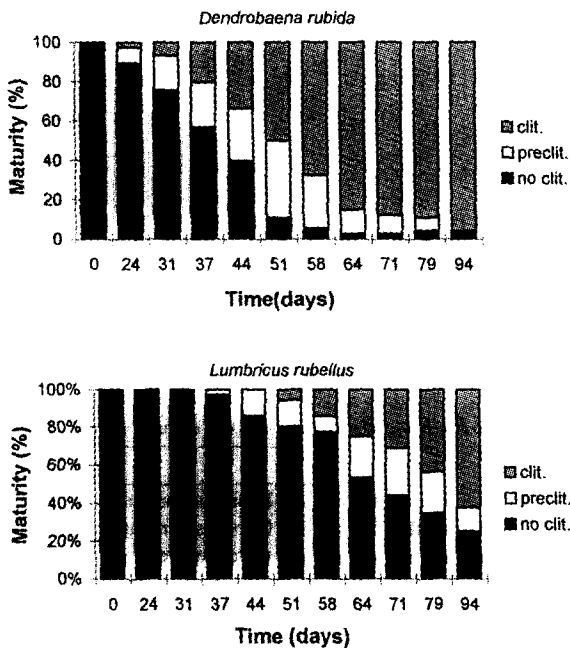 Dendrobaena rubida
100
80
60
40
20
0
Maturity (%)
clit.
preclit.
no clit.
0 24 31 37 44 51 58 64 71 79 94
Time(days)
Lumbricus rubellus
100%
80%
60%
40%
20%
0%
Maturity (%)
clit.
preclit.
no clit.
0 24 31 37 44 51 58 64 71 79 94
Time (days)